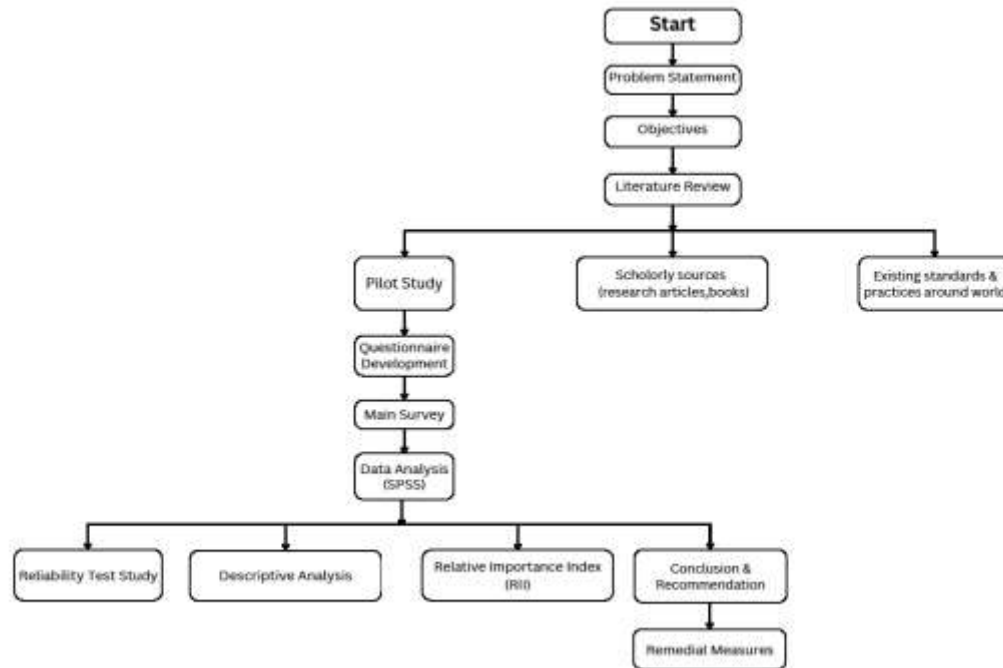 Start
Problem Statement
Objectives
Literature Review
Pilot Study
Scholorly sources
(research articles,books)
Existing standards &
practices around world
Questionnaire
Development
Main Survey
Data Analysis
(SPSS)
Reliability Test Study
Descriptive Analysis
Relative Importance Index
(RII)
Conclusion &
Recommendation
Remedial Measures